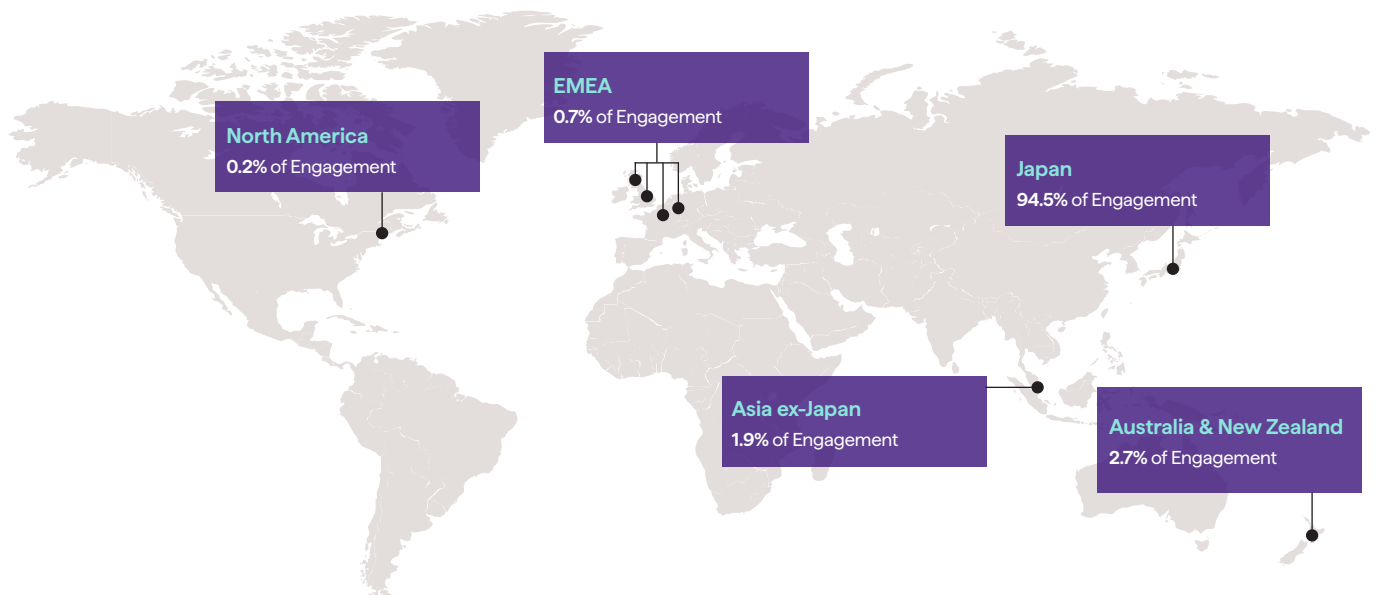 EMEA
0.7% of Engagement
North America
0.2% of Engagement
Japan
94.5% of Engagement
Asia ex-Japan
1.9% of Engagement
Australia & New Zealand
2.7% of Engagement